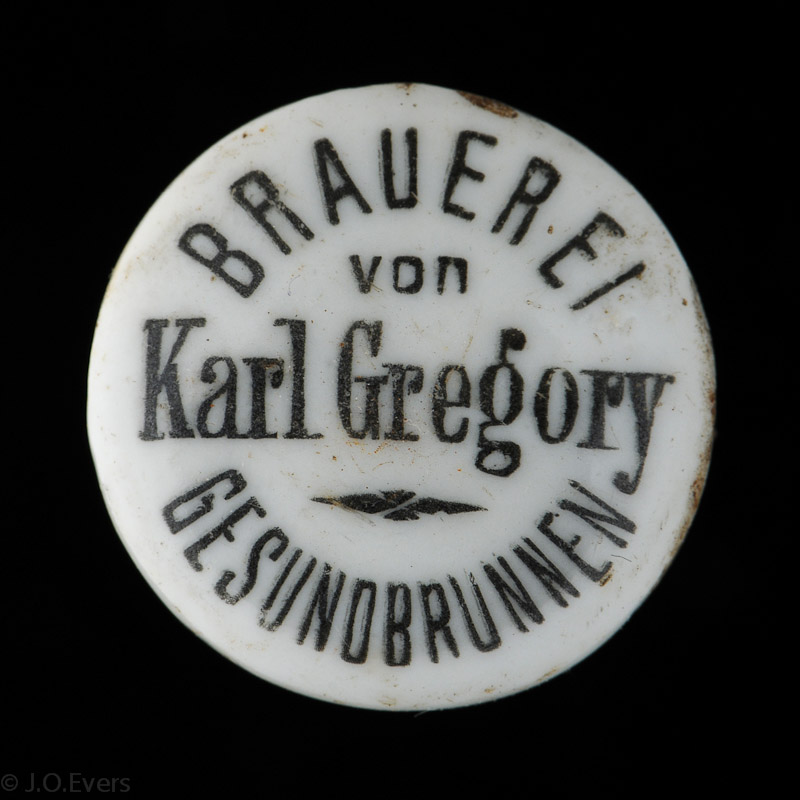 BRAUEREI
von
Karl Gregory
GESUNDBRUNNEN
© J.O.Evers